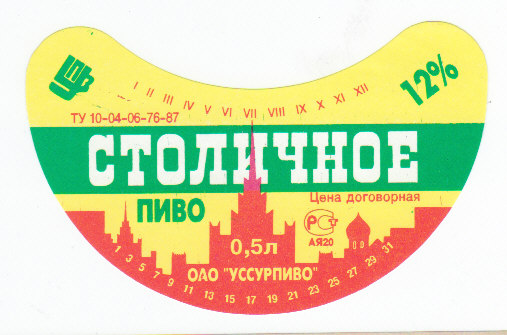 I II III IV V VI VII VIII IX X XI XII
12%
ТУ 10-04-06-76-87
СТОЛИЧНОЕ
ПИВО
Цена договорная
РСТ
АЯ20
0,5л
ОАО "УССУРПИВО"
1 3 5 7 9 11 13 15 17 19 21 23 25 27 29 31